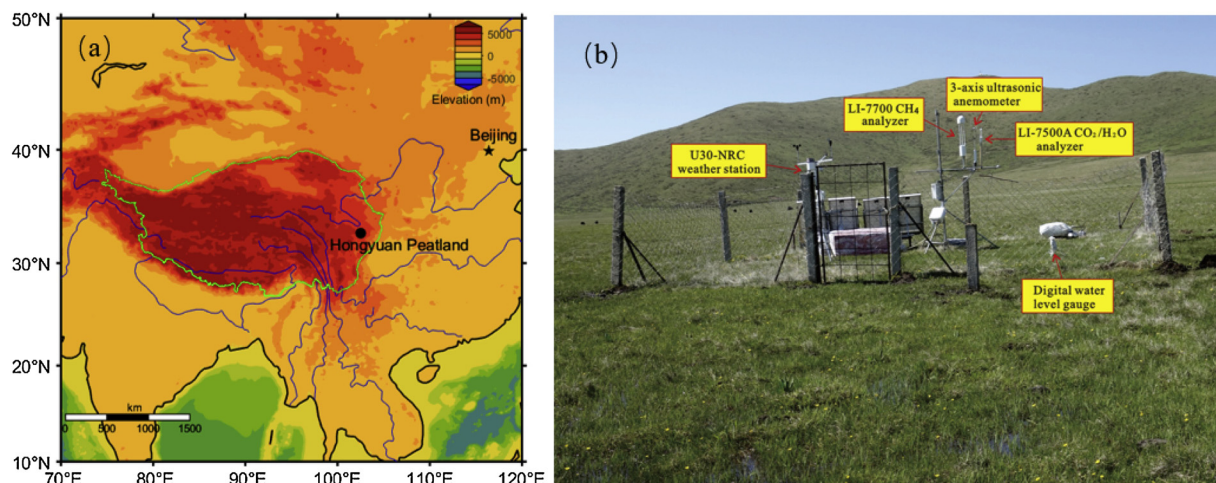 50°N
(a)
5000
0
-5000
Elevation (m)
Beijing
40°N
Hongyuan Peatland
30°N
20°N
km
0 500 1000 1500
10°N
70°E 80°E 90°E 100°E 110°E 120°E
(b)
3-axis ultrasonic
anemometer
LI-7700 CH₄
analyzer
LI-7500A CO₂/H₂O
analyzer
U30-NRC
weather station
Digital water
level gauge